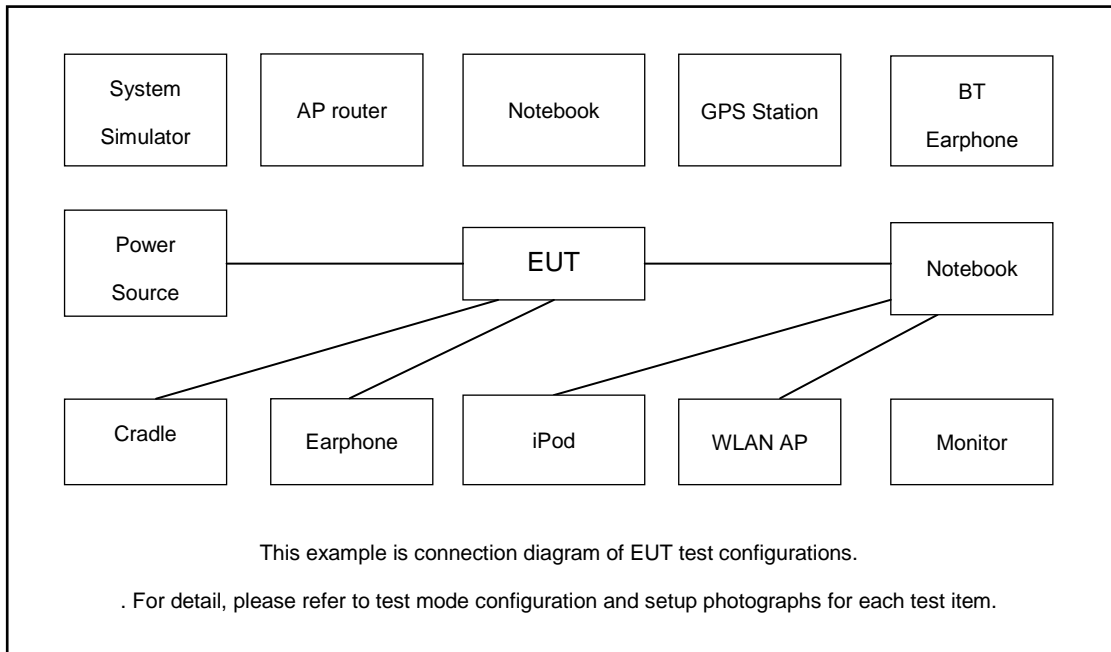 System
Simulator
AP router
Notebook
GPS Station
BT
Earphone
Power
Source
EUT
Notebook
Cradle
Earphone
iPod
WLAN AP
Monitor
This example is connection diagram of EUT test configurations.
. For detail, please refer to test mode configuration and setup photographs for each test item.